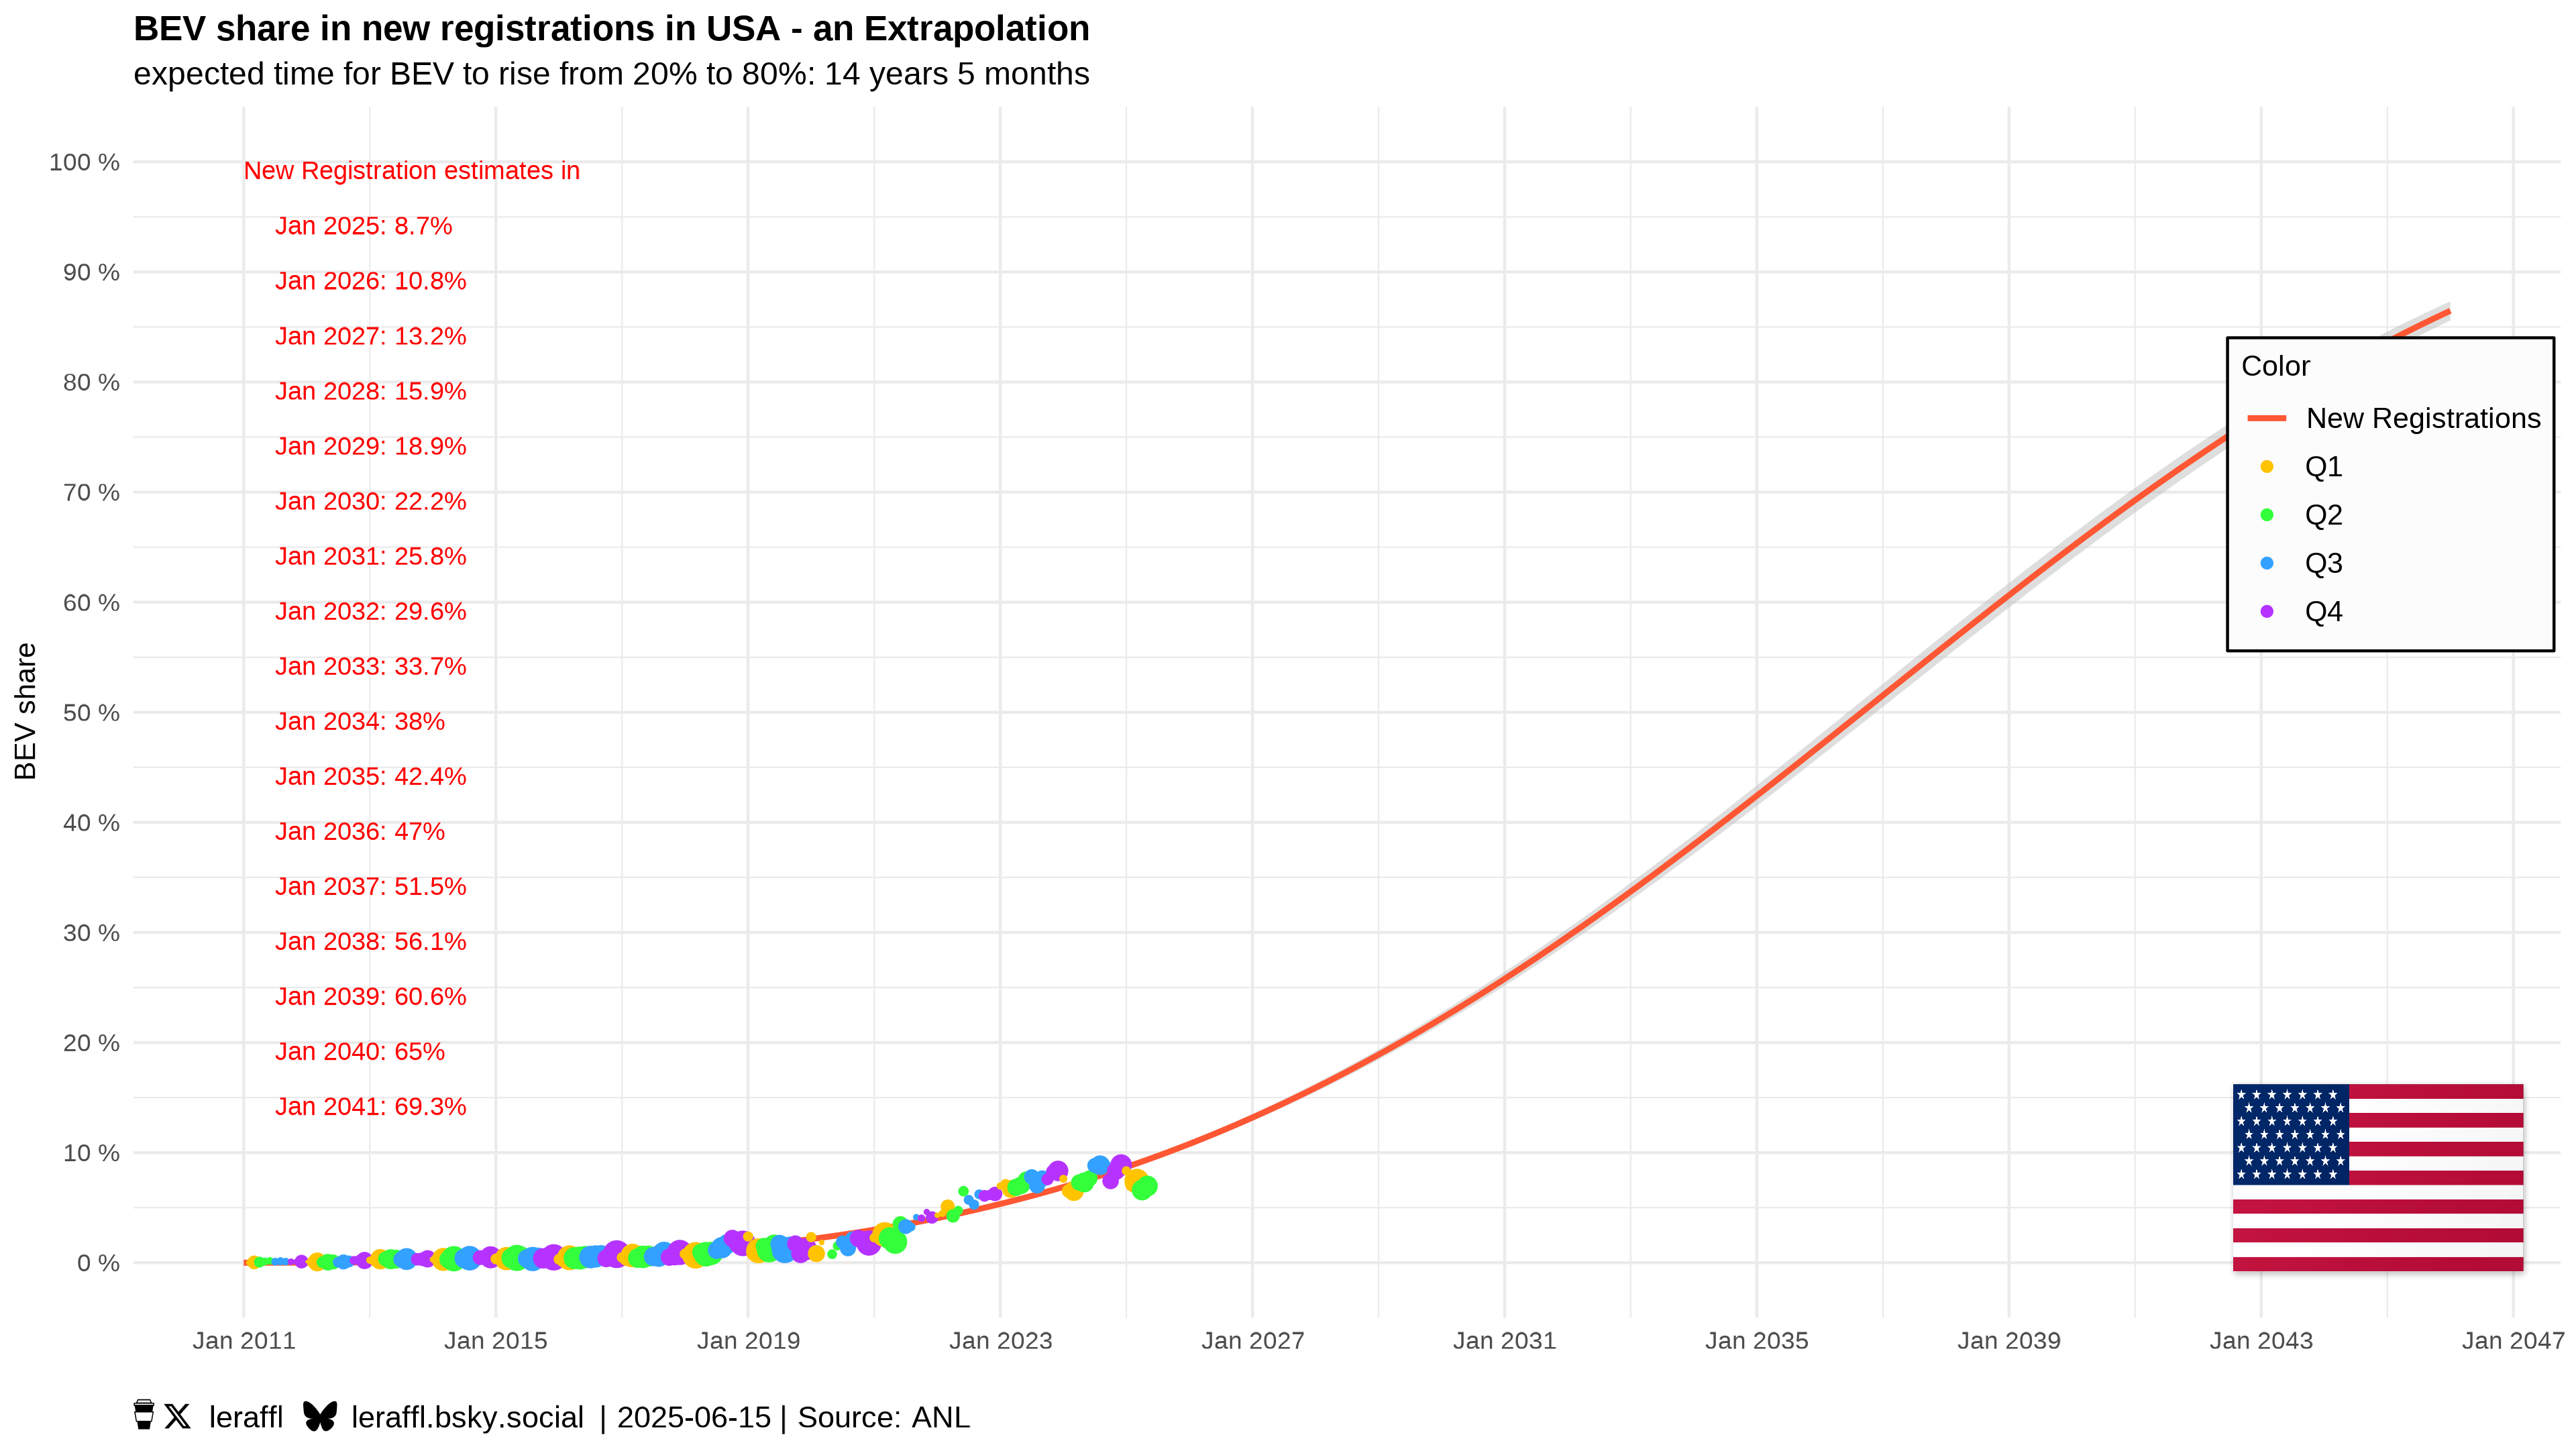 BEV share in new registrations in USA - an Extrapolation
expected time for BEV to rise from 20% to 80%: 14 years 5 months
BEV share
100 %
90 %
80 %
70 %
60 %
50 %
40 %
30 %
20 %
10 %
0 %
New Registration estimates in
Jan 2025: 8.7%
Jan 2026: 10.8%
Jan 2027: 13.2%
Jan 2028: 15.9%
Jan 2029: 18.9%
Jan 2030: 22.2%
Jan 2031: 25.8%
Jan 2032: 29.6%
Jan 2033: 33.7%
Jan 2034: 38%
Jan 2035: 42.4%
Jan 2036: 47%
Jan 2037: 51.5%
Jan 2038: 56.1%
Jan 2039: 60.6%
Jan 2040: 65%
Jan 2041: 69.3%
Color
New Registrations
Q1
Q2
Q3
Q4
Jan 2011 Jan 2015 Jan 2019 Jan 2023 Jan 2027 Jan 2031 Jan 2035 Jan 2039 Jan 2043 Jan 2047
leraffl leraffl.bsky.social | 2025-06-15 | Source: ANL